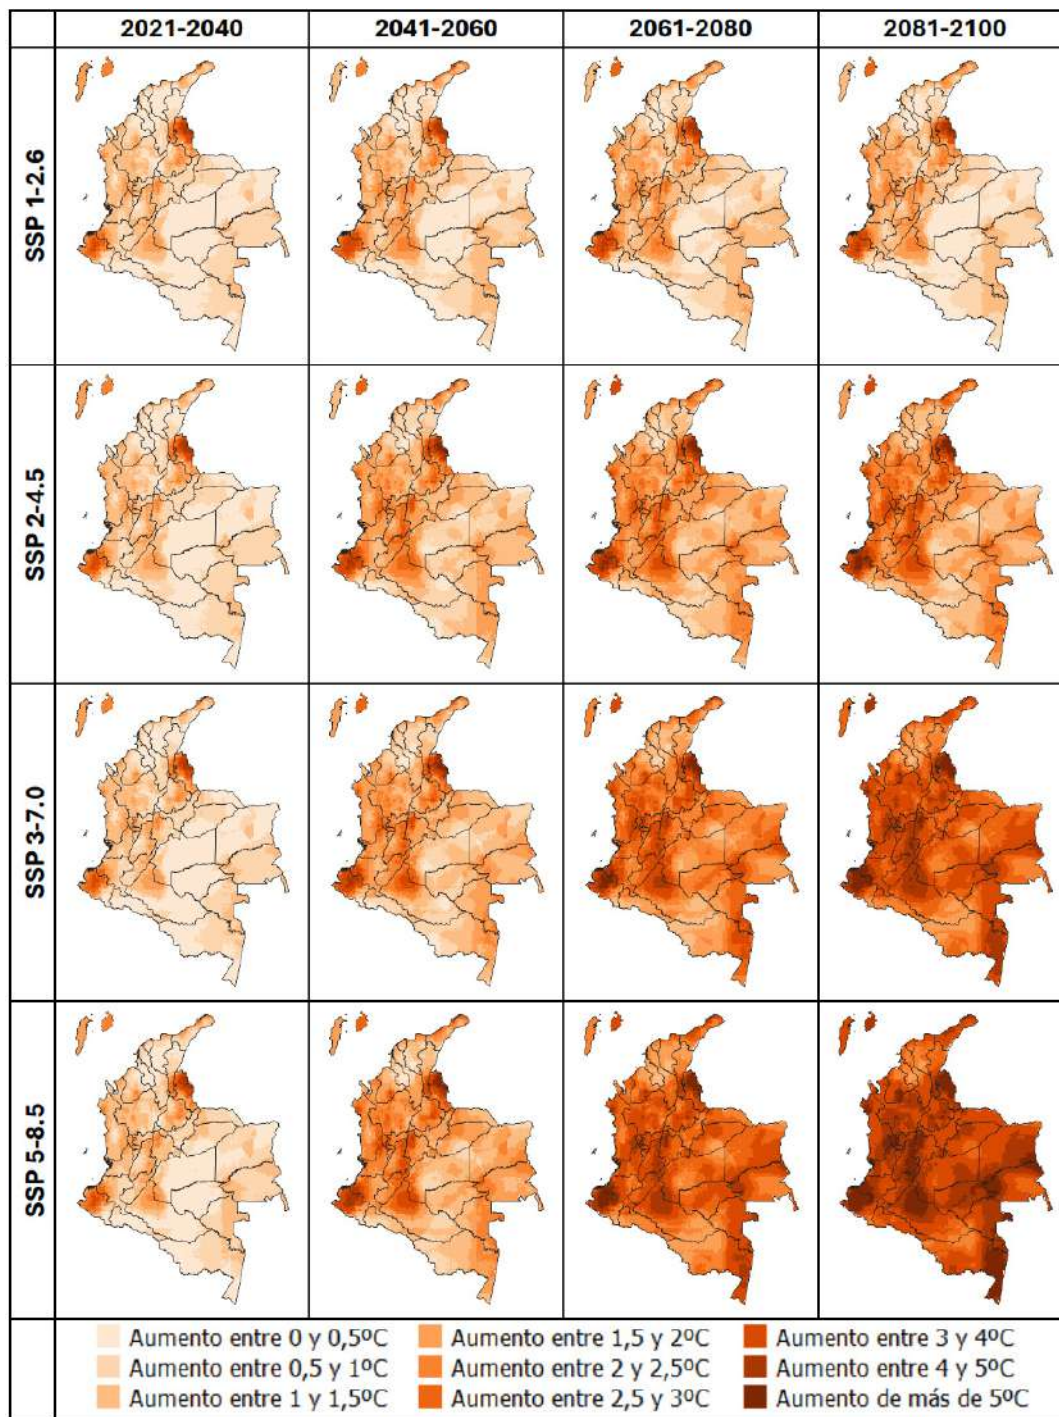 2021-2040 2041-2060 2061-2080 2081-2100
SSP 1-2.6
SSP 2-4.5
SSP 3-7.0
SSP 5-8.5
Aumento entre 0 y 0,5ºC Aumento entre 1,5 y 2ºC Aumento entre 3 y 4ºC
Aumento entre 0,5 y 1ºC Aumento entre 2 y 2,5ºC Aumento entre 4 y 5ºC
Aumento entre 1 y 1,5ºC Aumento entre 2,5 y 3ºC Aumento de más de 5ºC